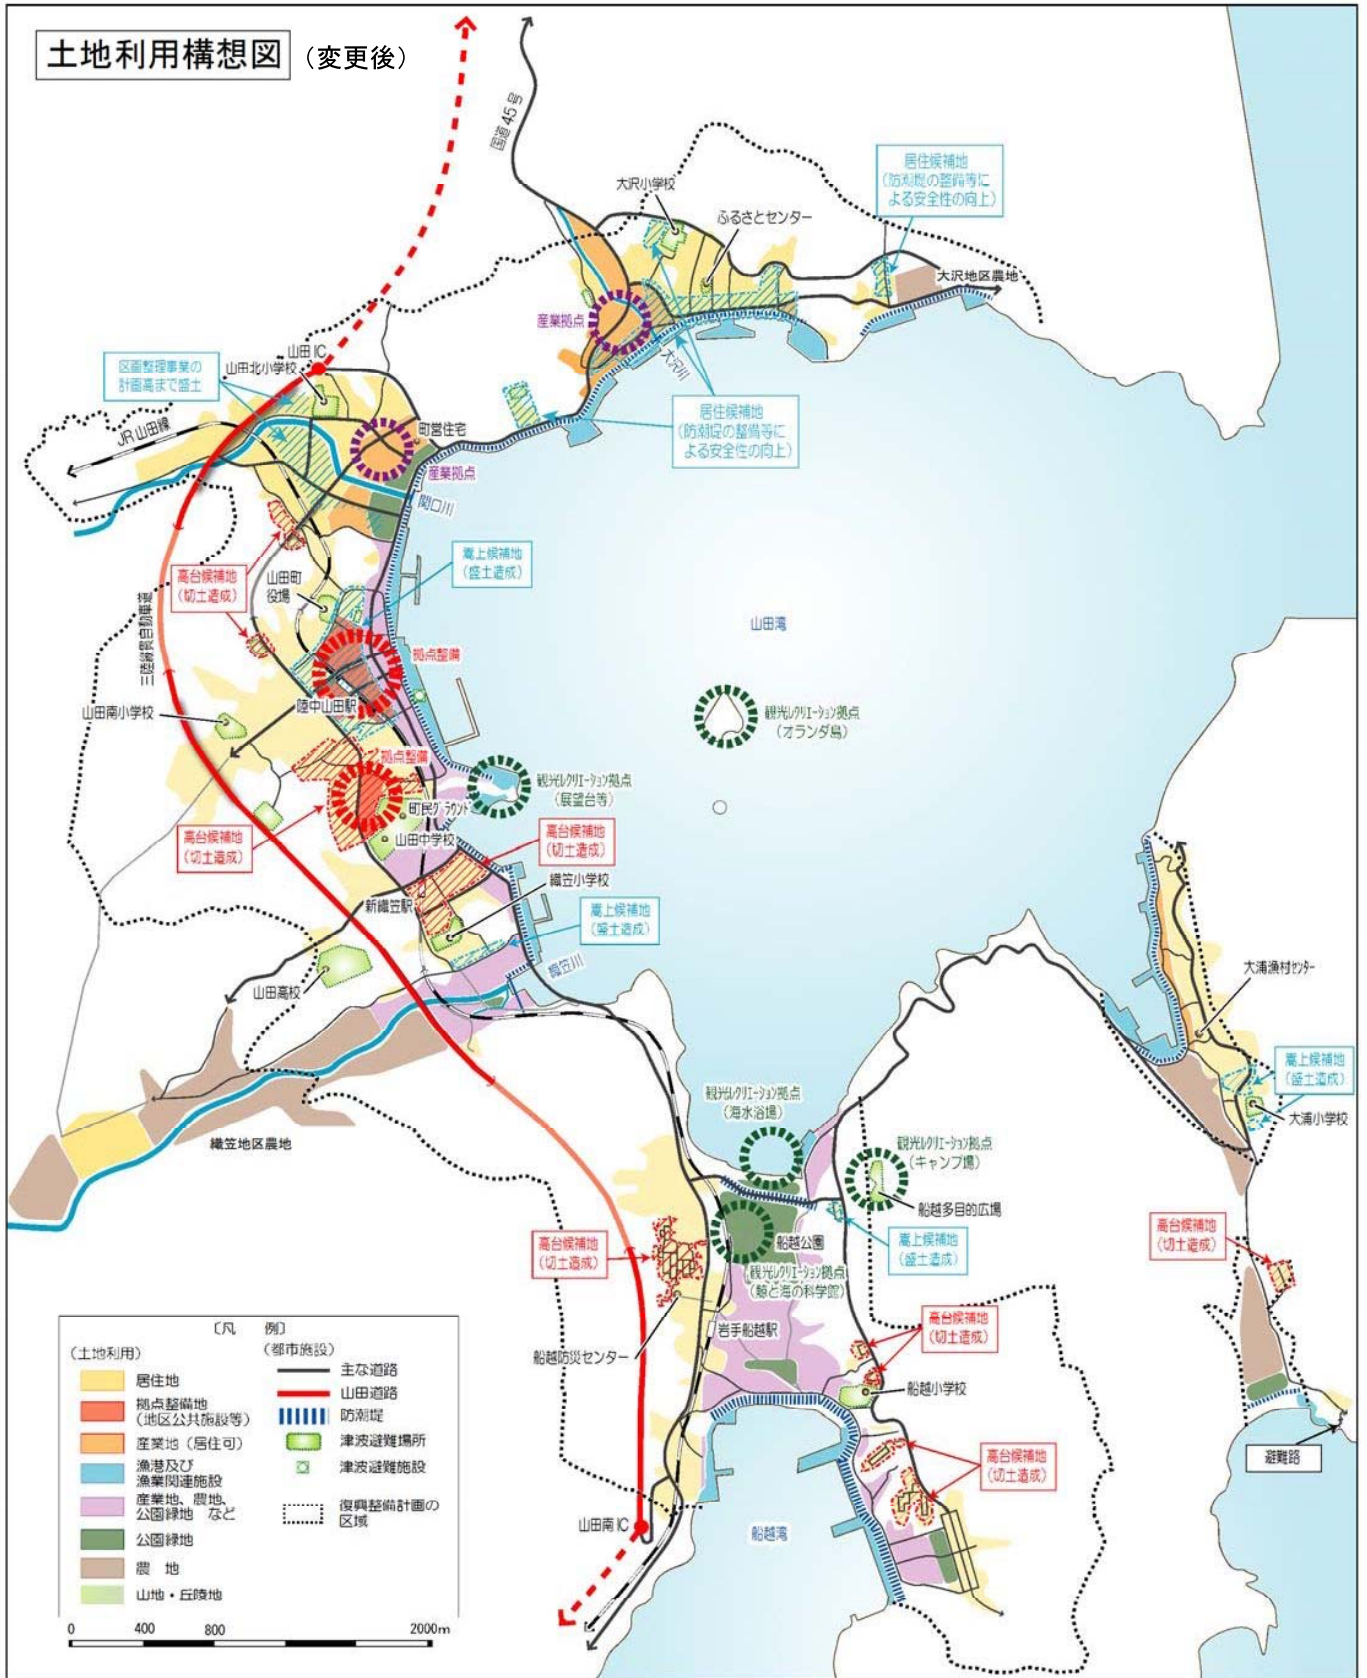 土地利用構想図
(変更後)
国道45号
大沢小学校
ふるさとセンター
居住候補地
(防潮堤の整備等に
よる安全性の向上)
大沢地区農地
産業拠点
大沢川
山田IC
山田北小学校
区画整理事業の
計画高まで盛土
JR山田線
町営住宅
産業拠点
関口川
居住候補地
(防潮堤の整備等に
よる安全性の向上)
嵩上候補地
(盛土造成)
高台候補地
(切土造成)
山田町
役場
三陸縦貫自動車道
山田湾
拠点整備
陸中山田駅
山田南小学校
観光レクリエーション拠点
(オランダ島)
拠点整備
観光レクリエーション拠点
(展望台等)
町民グラウンド
山田中学校
高台候補地
(切土造成)
高台候補地
(切土造成)
織笠小学校
新織笠駅
嵩上候補地
(盛土造成)
織笠川
山田高校
大浦漁村センター
嵩上候補地
(盛土造成)
大浦小学校
織笠地区農地
観光レクリエーション拠点
(海水浴場)
観光レクリエーション拠点
(キャンプ場)
船越多目的広場
高台候補地
(切土造成)
高台候補地
(切土造成)
船越公園
嵩上候補地
(盛土造成)
観光レクリエーション拠点
(鯨と海の科学館)
岩手船越駅
高台候補地
(切土造成)
船越防災センター
船越小学校
高台候補地
(切土造成)
避難路
山田南IC
船越湾
〔凡 例〕
(土地利用)
居住地
拠点整備地
(地区公共施設等)
産業地(居住可)
漁港及び
漁業関連施設
産業地、農地、
公園緑地 など
公園緑地
農 地
山地・丘陵地
(都市施設)
主な道路
山田道路
防潮堤
津波避難場所
津波避難施設
復興整備計画の
区域
0 400 800 2000m